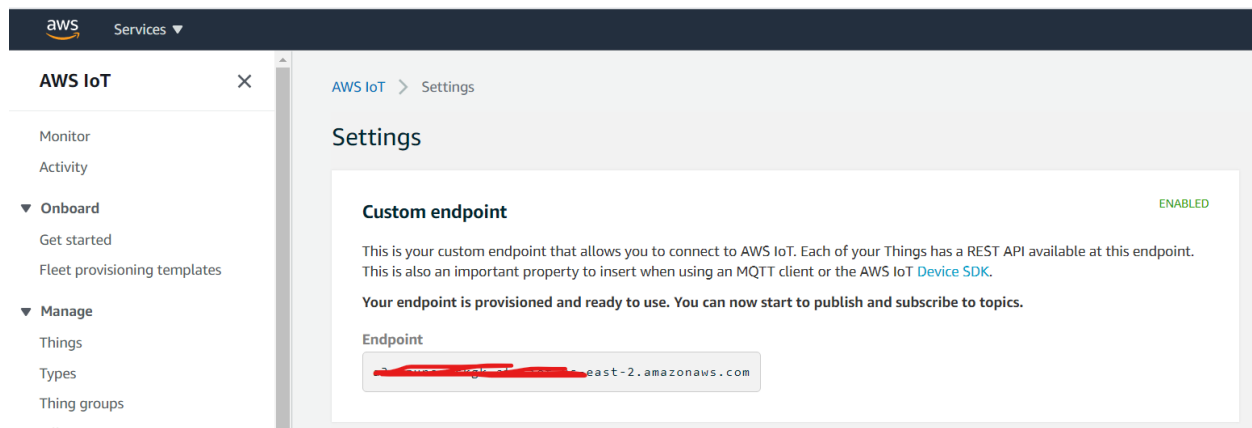 aws
Services ▼
AWS IoT
Monitor
Activity
Onboard
Get started
Fleet provisioning templates
Manage
Things
Types
Thing groups
AWS IoT > Settings
Settings
Custom endpoint
ENABLED
This is your custom endpoint that allows you to connect to AWS IoT. Each of your Things has a REST API available at this endpoint.
This is also an important property to insert when using an MQTT client or the AWS IoT Device SDK.
Your endpoint is provisioned and ready to use. You can now start to publish and subscribe to topics.
Endpoint
east-2.amazonaws.com